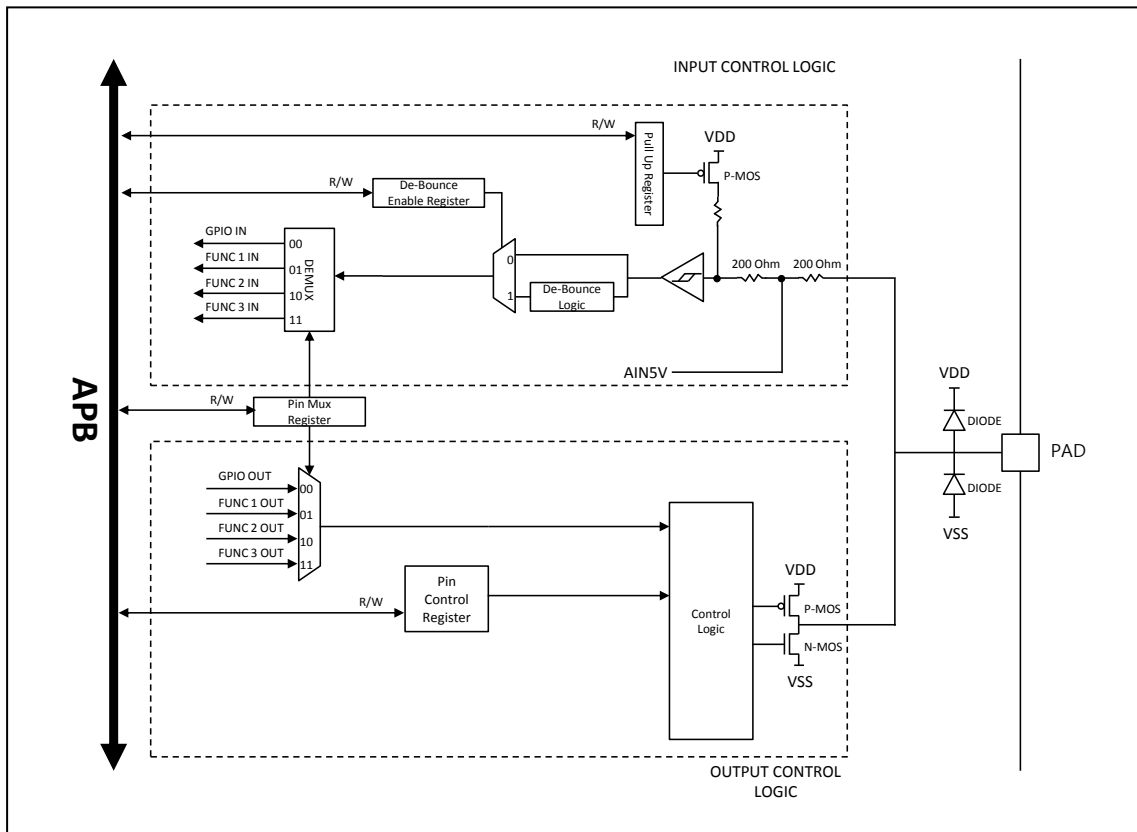 INPUT CONTROL LOGIC
R/W
Pull Up Register
VDD
P-MOS
R/W
De-Bounce
Enable Register
GPIO IN
FUNC 1 IN
FUNC 2 IN
FUNC 3 IN
00
01
10
11
DEMUX
0
1
De-Bounce
Logic
200 Ohm
200 Ohm
AIN5V
APB
R/W
Pin Mux
Register
VDD
DIODE
PAD
DIODE
VSS
GPIO OUT
FUNC 1 OUT
FUNC 2 OUT
FUNC 3 OUT
00
01
10
11
R/W
Pin
Control
Register
Control
Logic
VDD
P-MOS
N-MOS
VSS
OUTPUT CONTROL
LOGIC